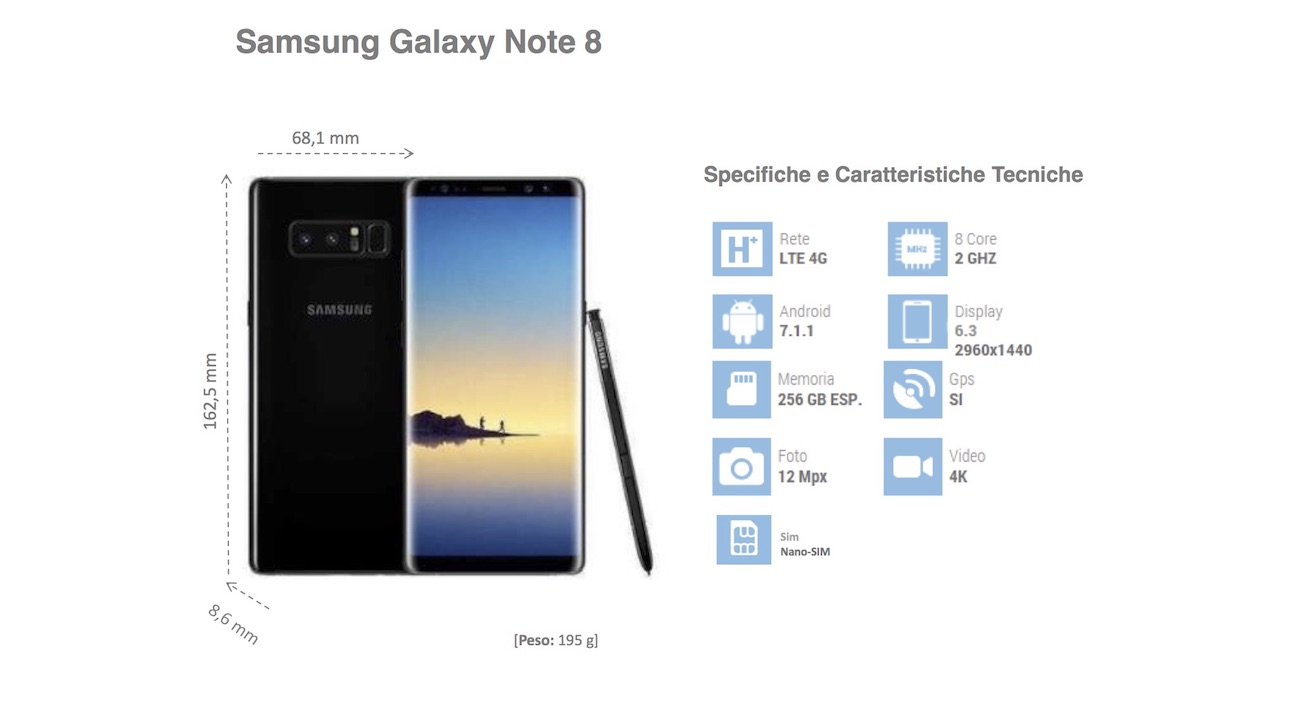 Samsung Galaxy Note 8
68,1 mm
162,5 mm
8,6 mm
SAMSUNG
SAMSUNG
[Peso: 195 g]
Specifiche e Caratteristiche Tecniche
H+
Rete
LTE 4G
MHZ
8 Core
2 GHZ
Android
7.1.1
Display
6.3
2960x1440
Memoria
256 GB ESP.
Gps
SI
Foto
12 Mpx
Video
4K
Sim
Nano-SIM